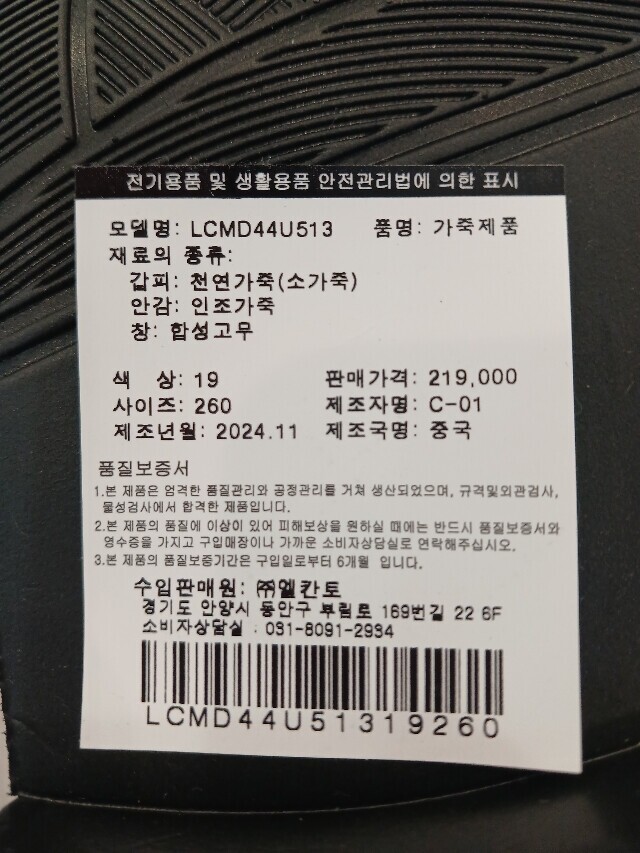 전기용품 및 생활용품 안전관리법에 의한 표시
모델명: LCMD44U513 품명: 가죽제품
재료의 종류:
갑피: 천연가죽(소가죽)
안감: 인조가죽
창: 합성고무
색 상: 19 판매가격: 219,000
사이즈: 260 제조자명: C-01
제조년월: 2024.11 제조국명: 중국
품질보증서
1.본 제품은 엄격한 품질관리와 공정관리를 거쳐 생산되었으며, 규격및외관검사,
물성검사에서 합격한 제품입니다.
2.본 제품의 품질에 이상이 있어 피해보상을 원하실 때에는 반드시 품질보증서와
영수증을 가지고 구입매장이나 가까운 소비자상담실로 연락해주십시오.
3.본 제품의 품질보증기간은 구입일로부터 6개월 입니다.
수입판매원: ㈜엘칸토
경기도 안양시 동안구 부림로 169번길 22 6F
소비자상담실 : 031-8091-2934
LCMD44U51319260